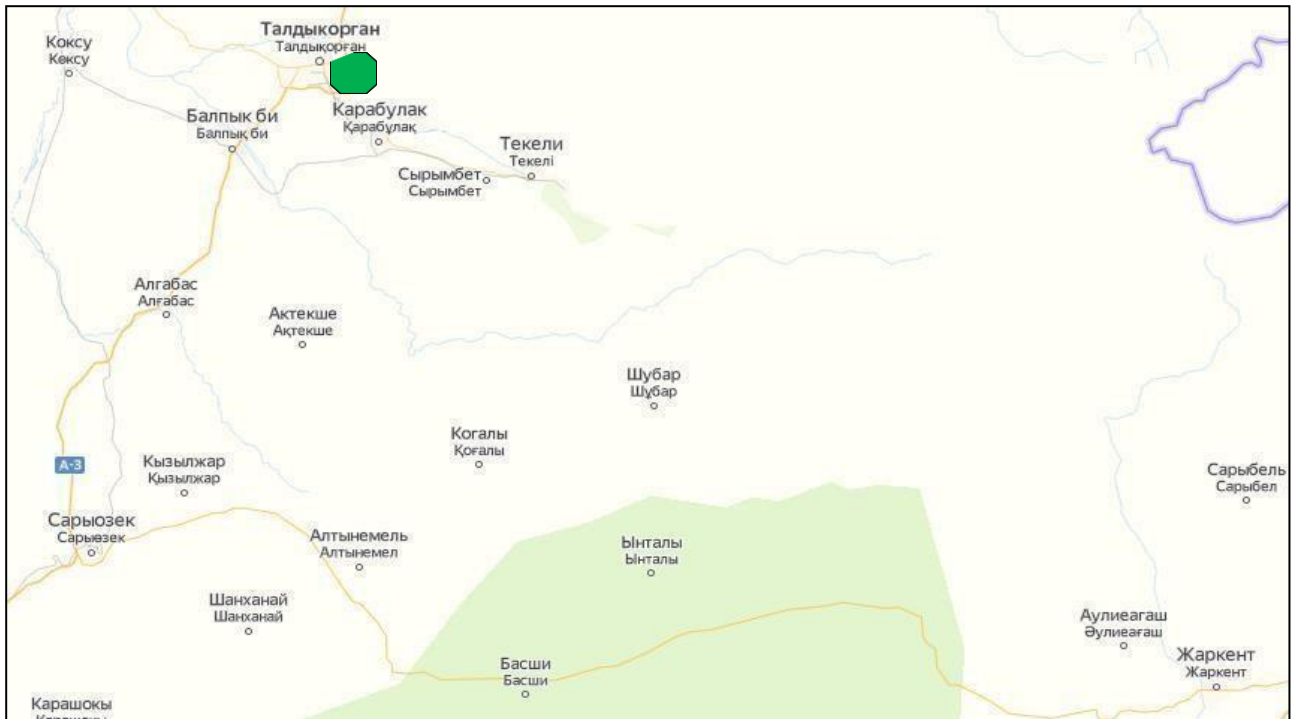 Талдыкорган
Талдықорған
Коксу
Көксу
Балпык би
Балпық би
Карабулак
Қарабұлақ
Текели
Текелі
Сырымбет
Сырымбет
Алгабас
Алғабас
Актекше
Ақтекше
Шубар
Шұбар
Когалы
Қоғалы
А-3
Кызылжар
Қызылжар
Сарыбель
Сарыбел
Сарыозек
Сарыөзек
Алтынемель
Алтынемел
Ынталы
Ынталы
Шанханай
Шанханай
Аулиеагаш
Әулиеағаш
Басши
Басши
Жаркент
Жаркент
Карашокы